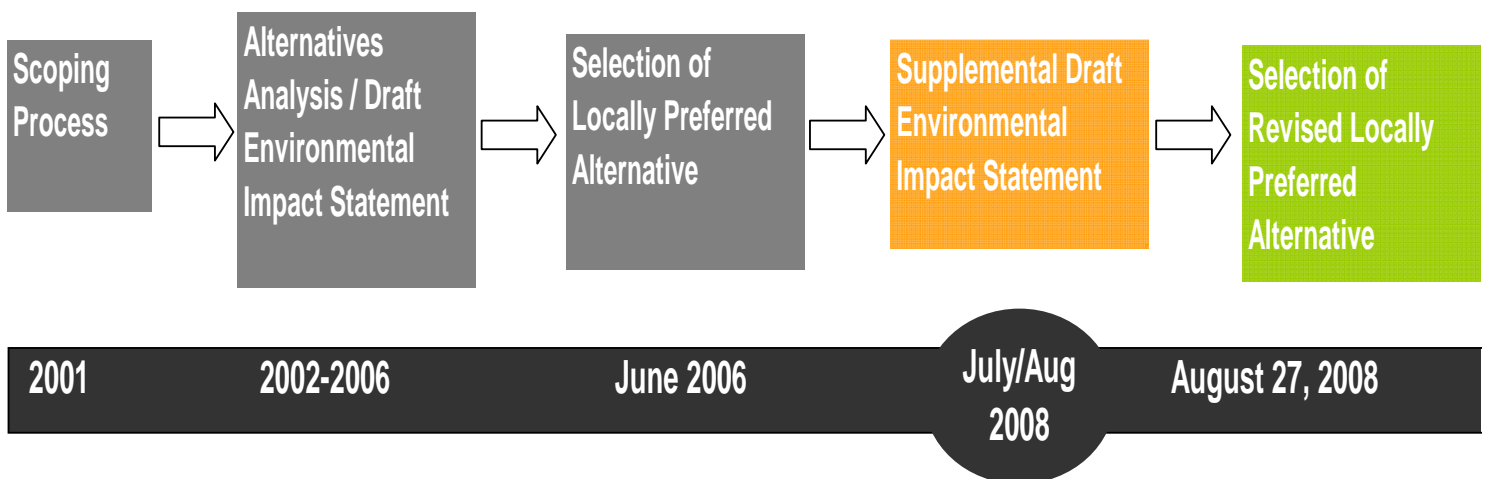 Scoping
Process
Alternatives
Analysis / Draft
Environmental
Impact Statement
Selection of
Locally Preferred
Alternative
Supplemental Draft
Environmental
Impact Statement
Selection of
Revised Locally
Preferred
Alternative
2001
2002-2006
June 2006
July/Aug
2008
August 27, 2008